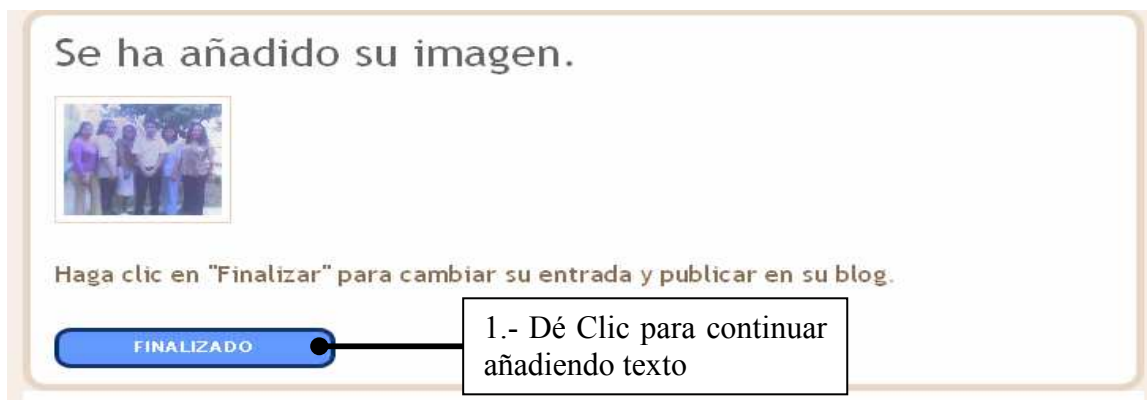 Se ha añadido su imagen.
Haga clic en "Finalizar" para cambiar su entrada y publicar en su blog.
FINALIZADO
1.- Dé Clic para continuar
añadiendo texto